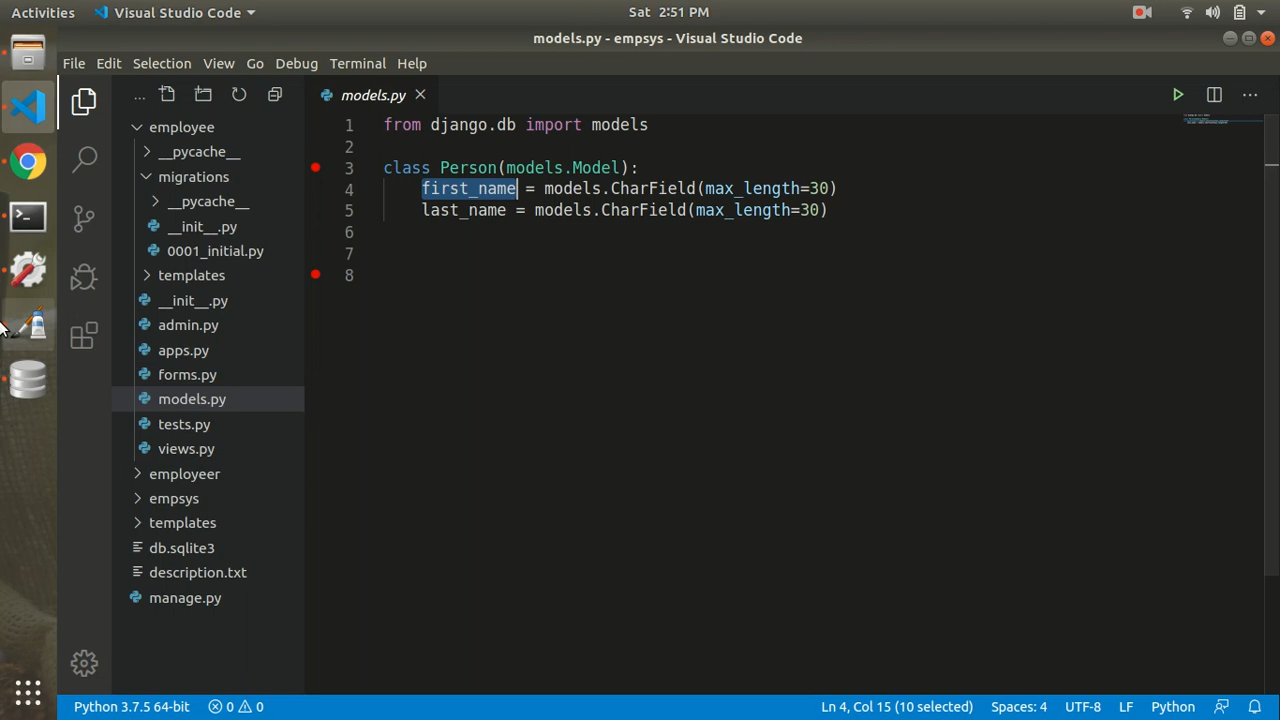 Activities Visual Studio Code Sat 2:51 PM
models.py - empsys - Visual Studio Code
File Edit Selection View Go Debug Terminal Help
... models.py
employee
__pycache__
migrations
__pycache__
__init__.py
0001_initial.py
templates
__init__.py
admin.py
apps.py
forms.py
models.py
tests.py
views.py
employeer
empsys
templates
db.sqlite3
description.txt
manage.py
1 from django.db import models
2
3 class Person(models.Model):
4 first_name = models.CharField(max_length=30)
5 last_name = models.CharField(max_length=30)
6
7
8
Python 3.7.5 64-bit 0 0 Ln 4, Col 15 (10 selected) Spaces: 4 UTF-8 LF Python